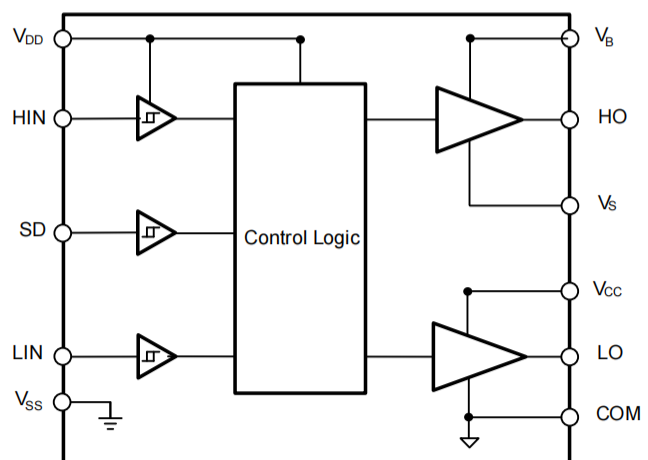 VDD
HIN
SD
LIN
VSS
Control Logic
VB
HO
VS
VCC
LO
COM